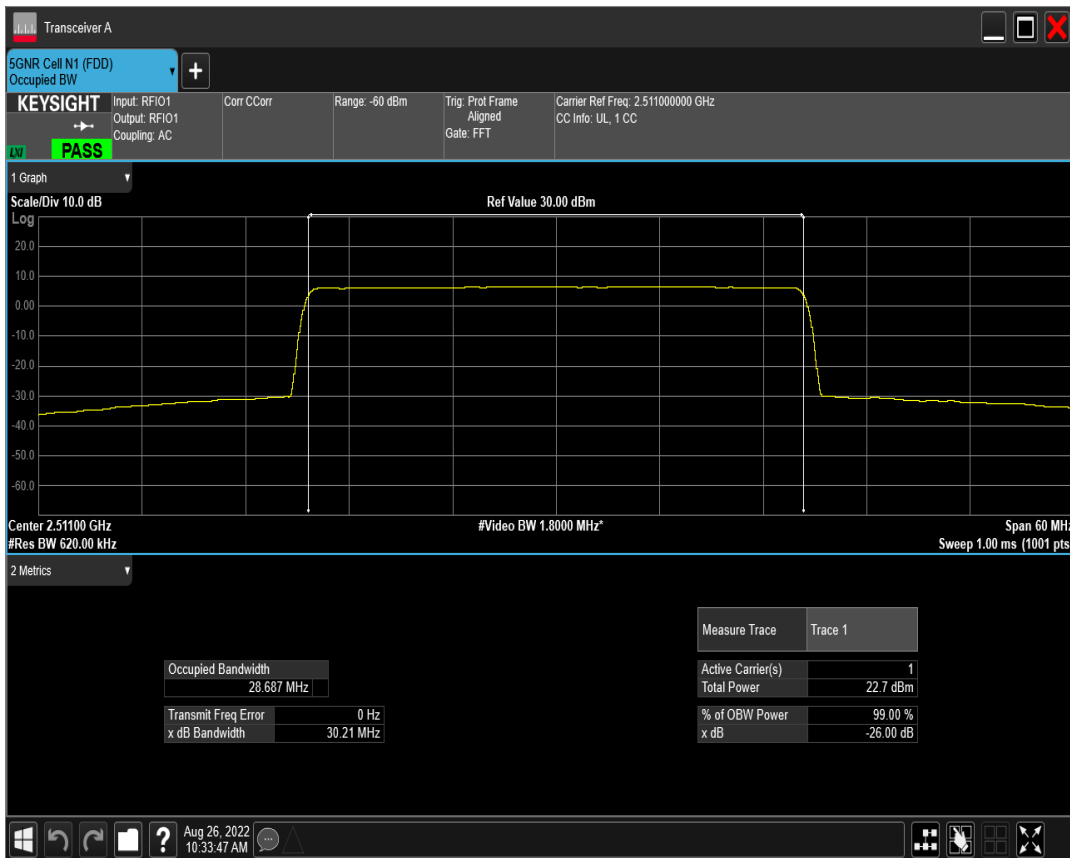 Transceiver A
5GNR Cell N1 (FDD)
Occupied BW
+
KEYSIGHT
Input: RFIO1
Output: RFIO1
Coupling: AC
Corr CCorr
Range: -60 dBm
Trig: Prot Frame
Aligned
Gate: FFT
Carrier Ref Freq: 2.511000000 GHz
CC Info: UL, 1 CC
LXI
PASS
1 Graph
Scale/Div 10.0 dB
Ref Value 30.00 dBm
Log
20.0
10.0
0.00
-10.0
-20.0
-30.0
-40.0
-50.0
-60.0
Center 2.51100 GHz
#Video BW 1.8000 MHz*
Span 60 MHz
#Res BW 620.00 kHz
Sweep 1.00 ms (1001 pts
2 Metrics
Measure Trace Trace 1
Occupied Bandwidth
28.687 MHz
Active Carrier(s) 1
Total Power 22.7 dBm
Transmit Freq Error 0 Hz
x dB Bandwidth 30.21 MHz
% of OBW Power 99.00 %
x dB -26.00 dB
?
Aug 26, 2022
10:33:47 AM